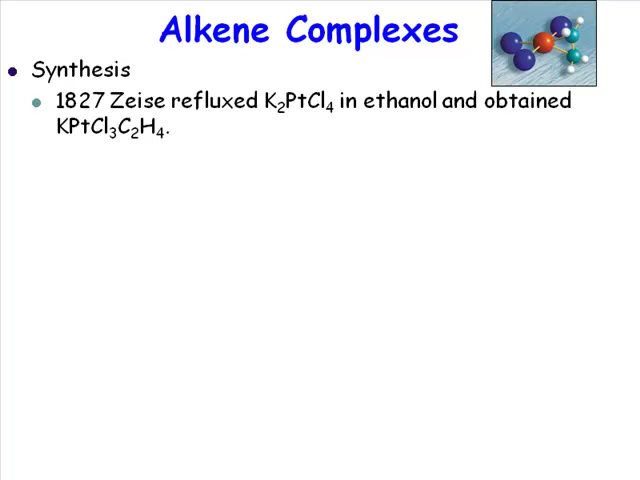 Alkene Complexes
Synthesis
1827 Zeise refluxed K₂PtCl₄ in ethanol and obtained
KPtCl₃C₂H₄.